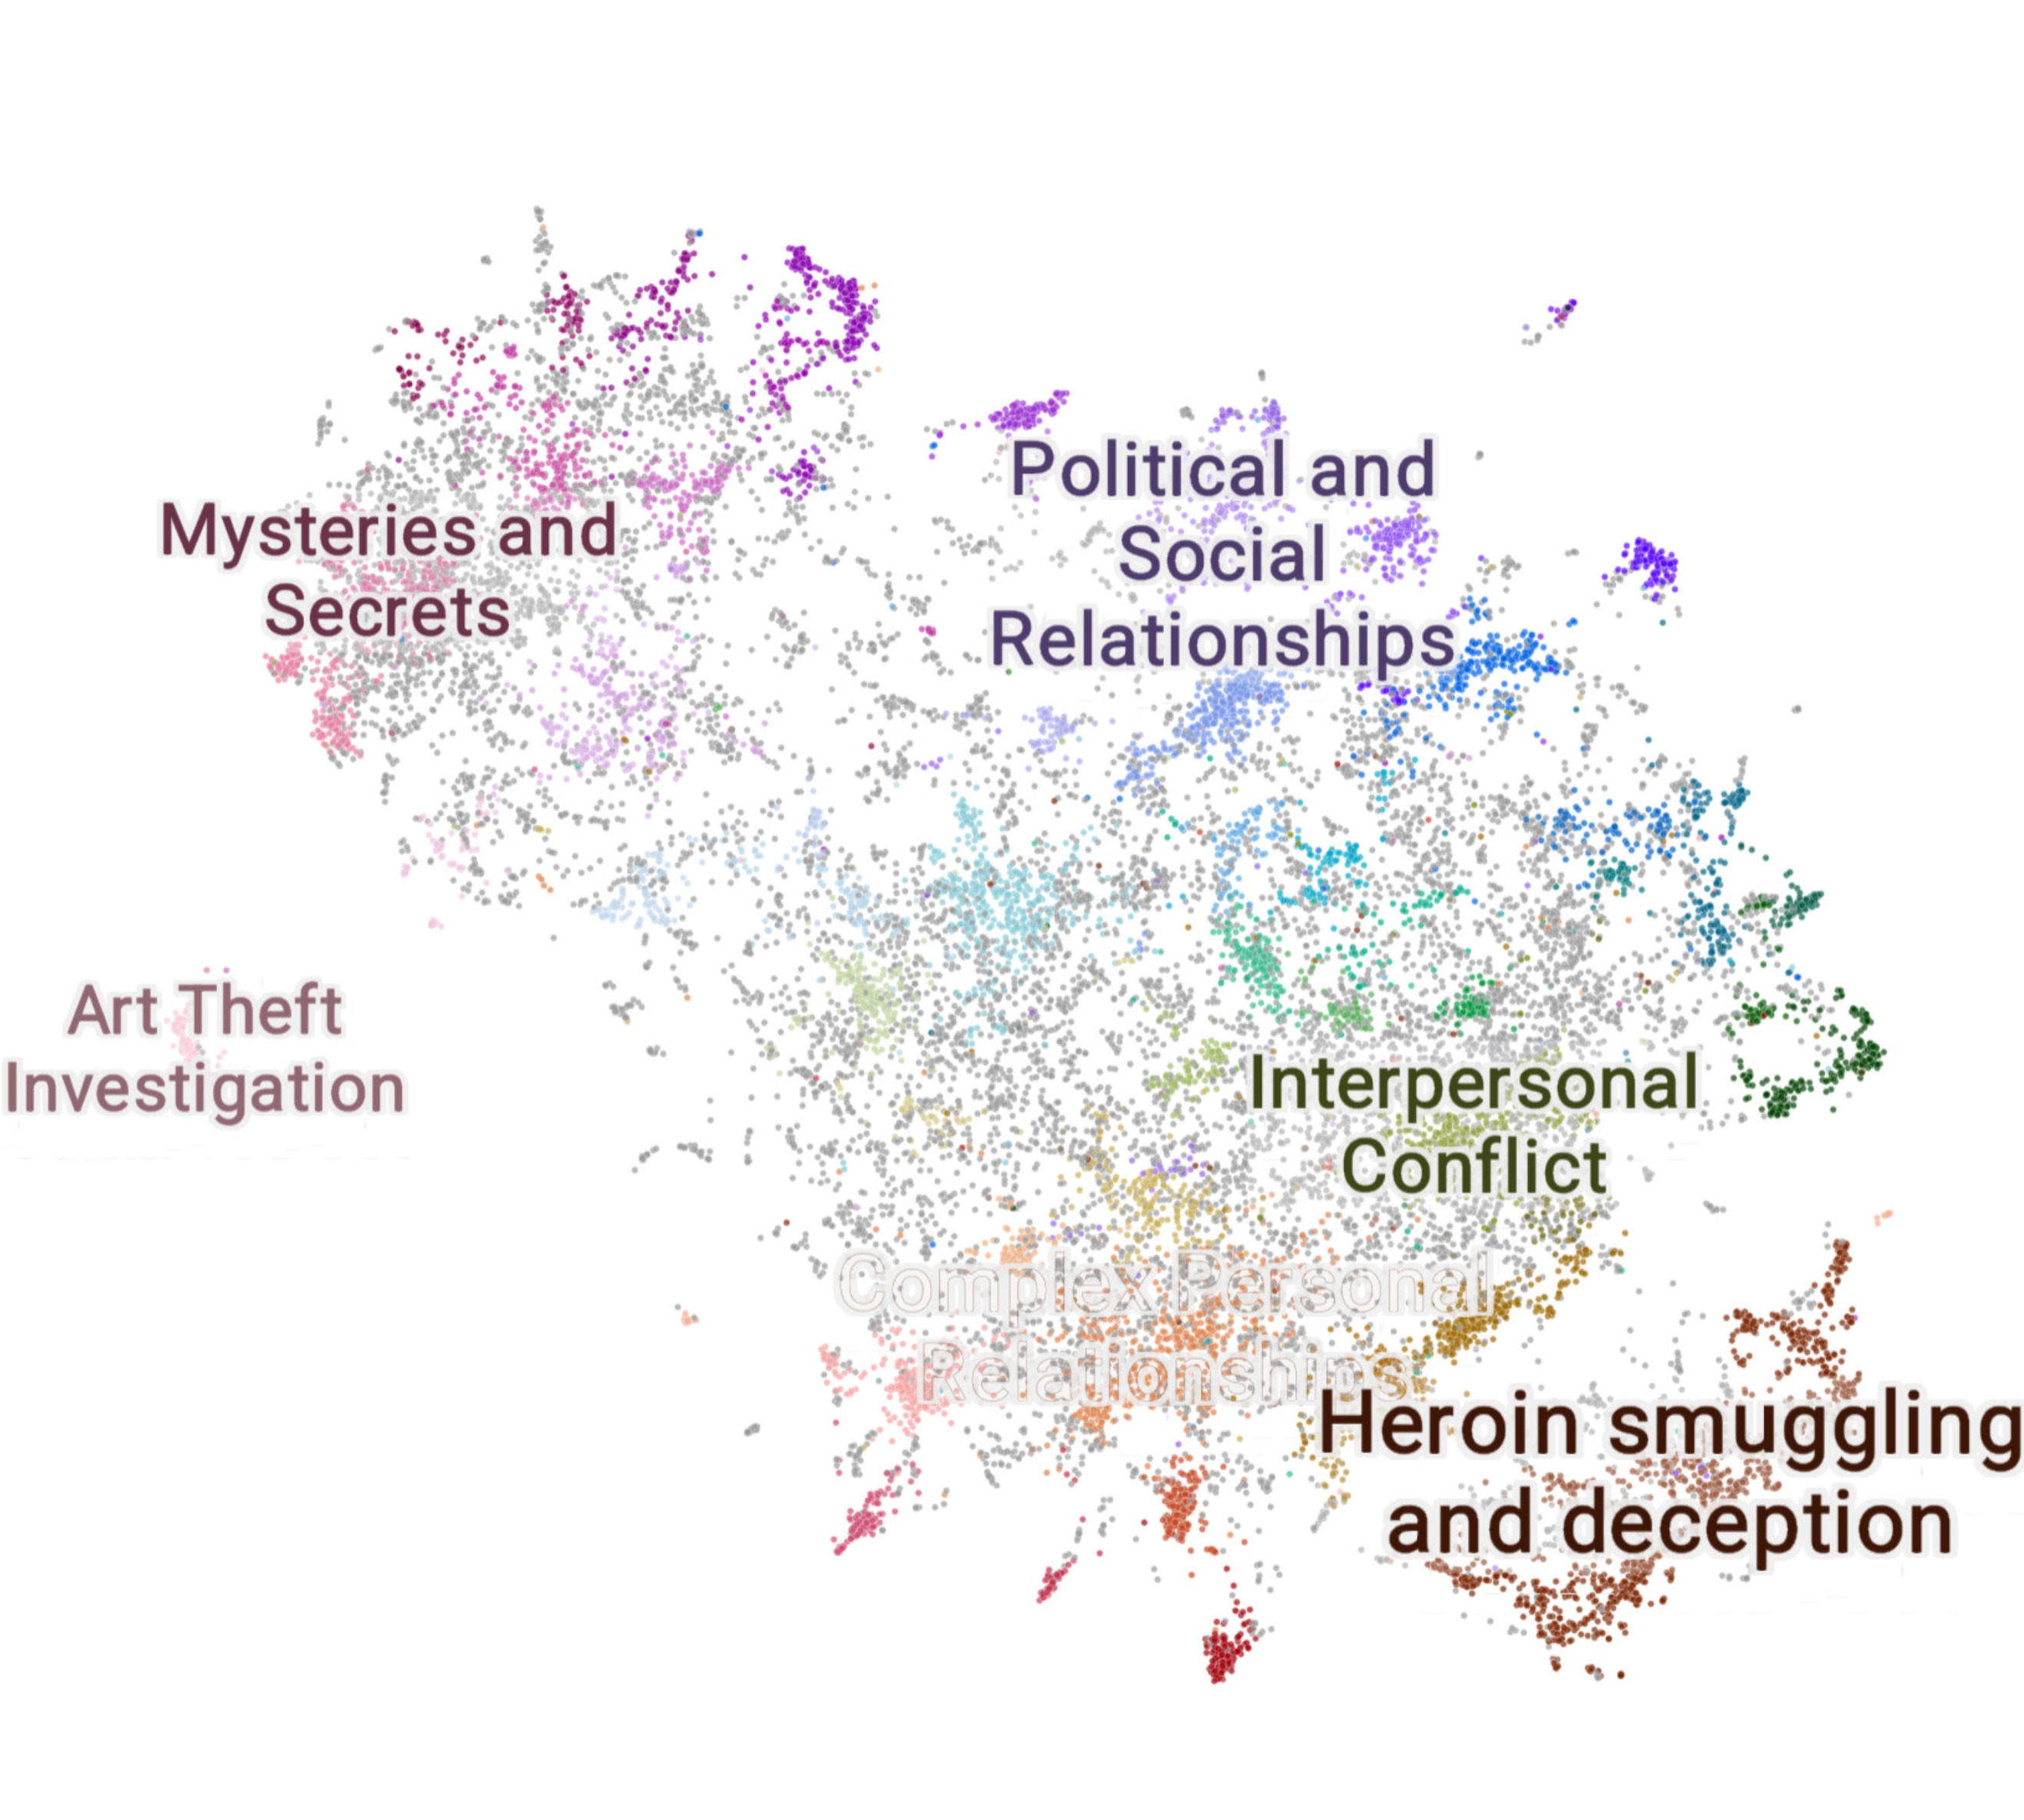 Political and
Social
Relationships
Mysteries and
Secrets
Art Theft
Investigation
Interpersonal
Conflict
Complex Personal
Relationships
Heroin smuggling
and deception